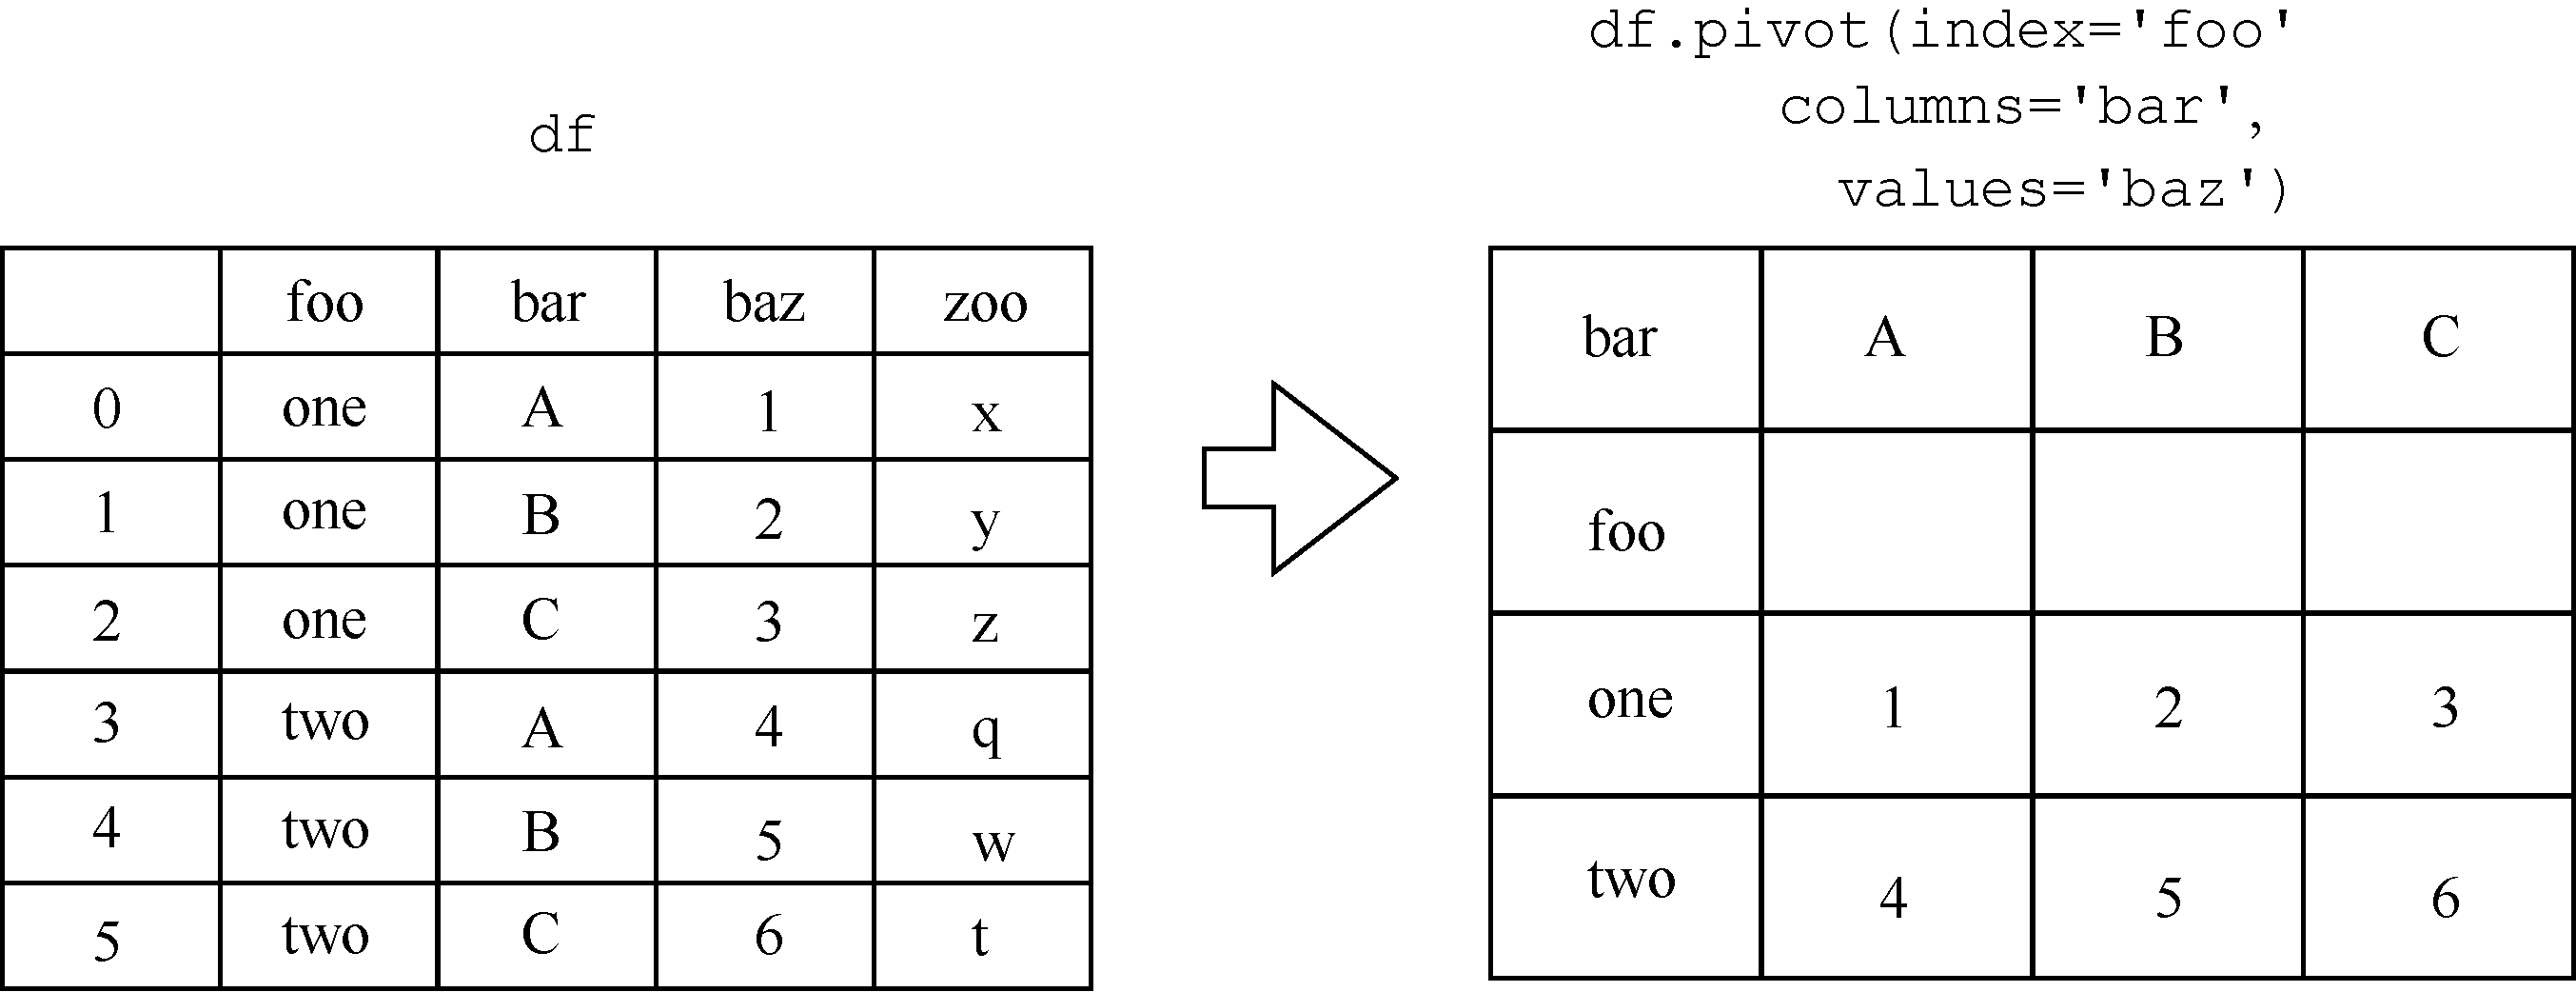 df
foo bar baz zoo
0 one A 1 x
1 one B 2 y
2 one C 3 z
3 two A 4 q
4 two B 5 w
5 two C 6 t
df.pivot(index='foo'
columns='bar',
values='baz')
bar A B C
foo
one 1 2 3
two 4 5 6